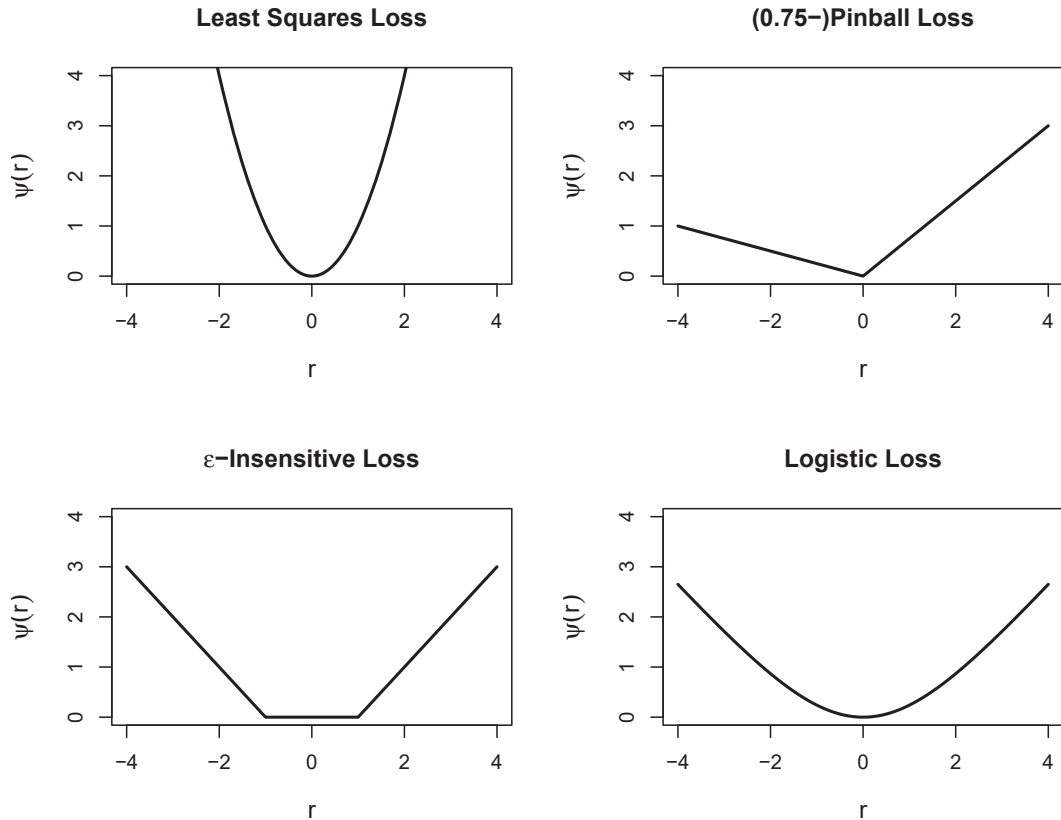 Least Squares Loss
ψ(r)
0 1 2 3 4
−4 −2 0 2 4
r
(0.75−)Pinball Loss
ψ(r)
0 1 2 3 4
−4 −2 0 2 4
r
ε−Insensitive Loss
ψ(r)
0 1 2 3 4
−4 −2 0 2 4
r
Logistic Loss
ψ(r)
0 1 2 3 4
−4 −2 0 2 4
r